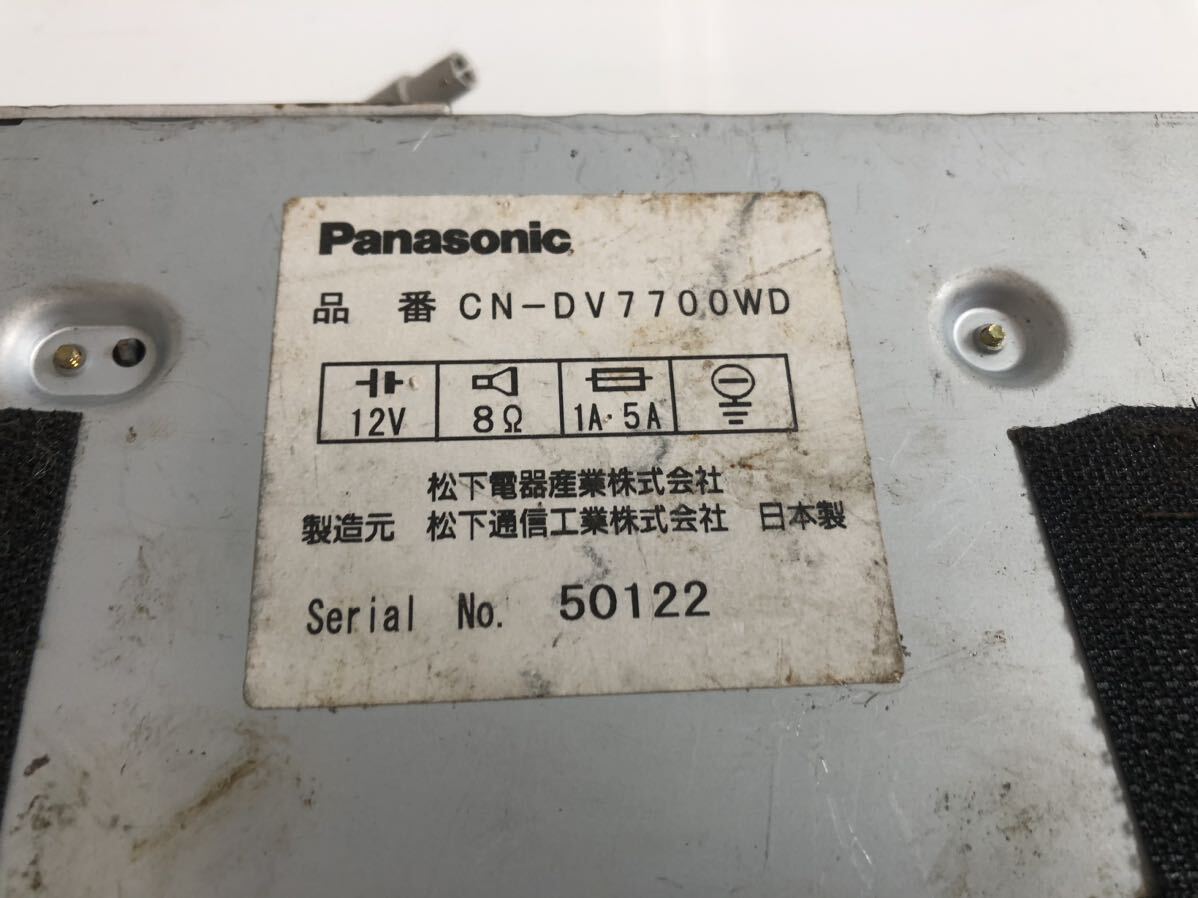 Panasonic
品 番 CN-DV7700WD
12V 8Ω 1A・5A
松下電器産業株式会社
製造元 松下通信工業株式会社 日本製
Serial No. 50122